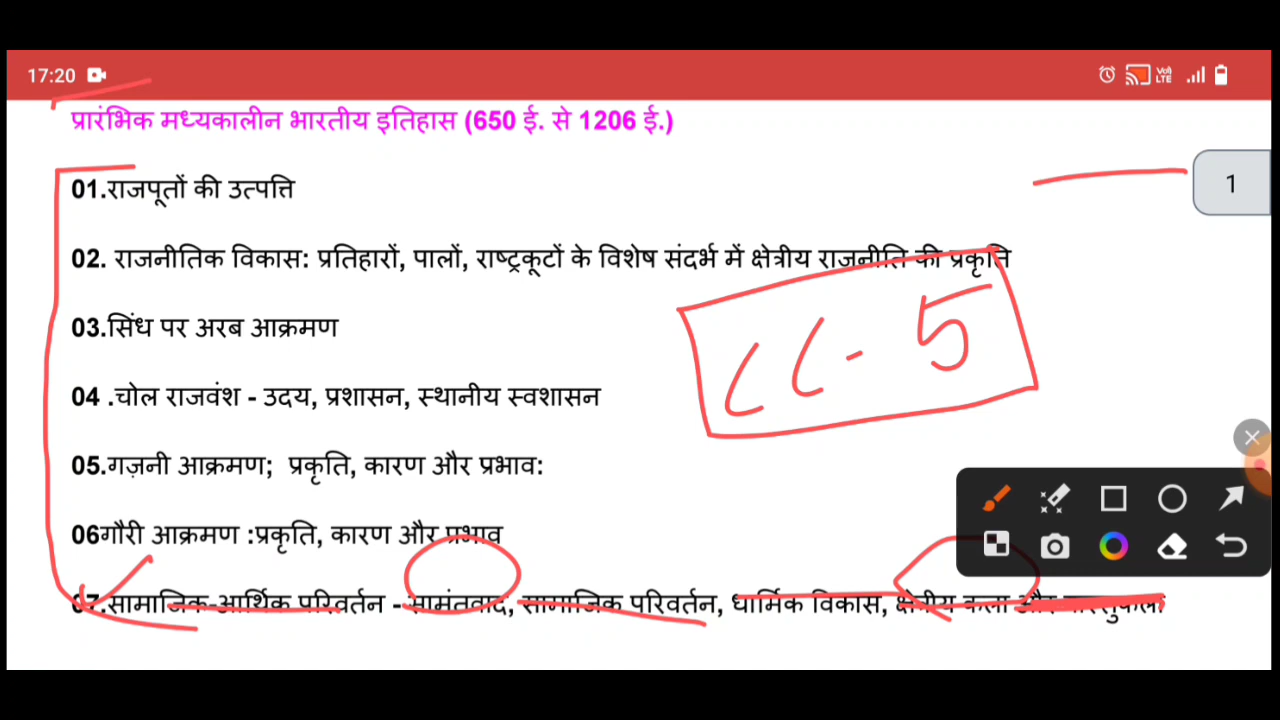 17:20
VoI) LTE
प्रारंभिक मध्यकालीन भारतीय इतिहास (650 ई. से 1206 ई.)
1
01.राजपूतों की उत्पत्ति
02. राजनीतिक विकास: प्रतिहारों, पालों, राष्ट्रकूटों के विशेष संदर्भ में क्षेत्रीय राजनीति की प्रकृति
03.सिंध पर अरब आक्रमण
CC- 5
04 .चोल राजवंश - उदय, प्रशासन, स्थानीय स्वशासन
05.गज़नी आक्रमण; प्रकृति, कारण और प्रभाव:
06गौरी आक्रमण :प्रकृति, कारण और प्रभाव
07.सामाजिक-आर्थिक परिवर्तन - सामंतवाद, सामाजिक परिवर्तन, धार्मिक विकास, क्षेत्रीय कला और वास्तुकला